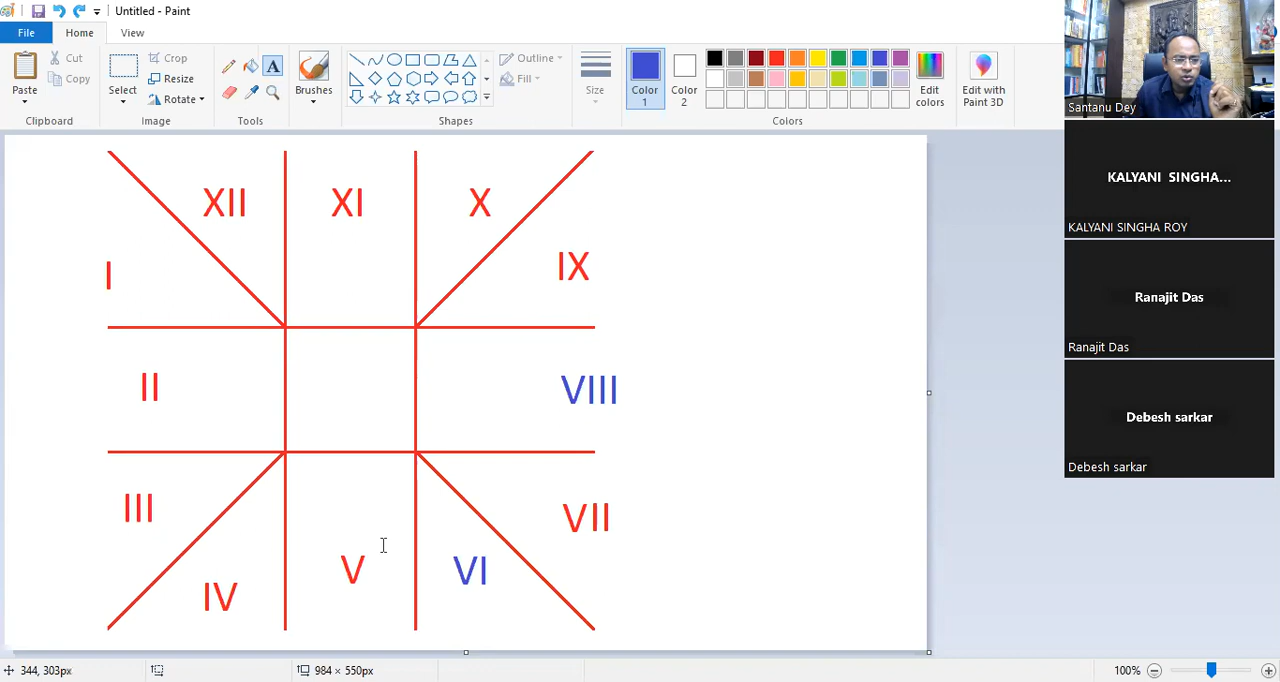 Untitled - Paint
File
Home
View
Paste
Cut
Copy
Clipboard
Select
Crop
Resize
Rotate
Image
A
Tools
Brushes
Shapes
Outline
Fill
Size
Color 1
Color 2
Edit colors
Colors
Edit with Paint 3D
XII
XI
X
I
IX
II
VIII
III
VII
IV
V
VI
Santanu Dey
KALYANI SINGHA...
KALYANI SINGHA ROY
Ranajit Das
Ranajit Das
Debesh sarkar
Debesh sarkar
344, 303px
984 × 550px
100%